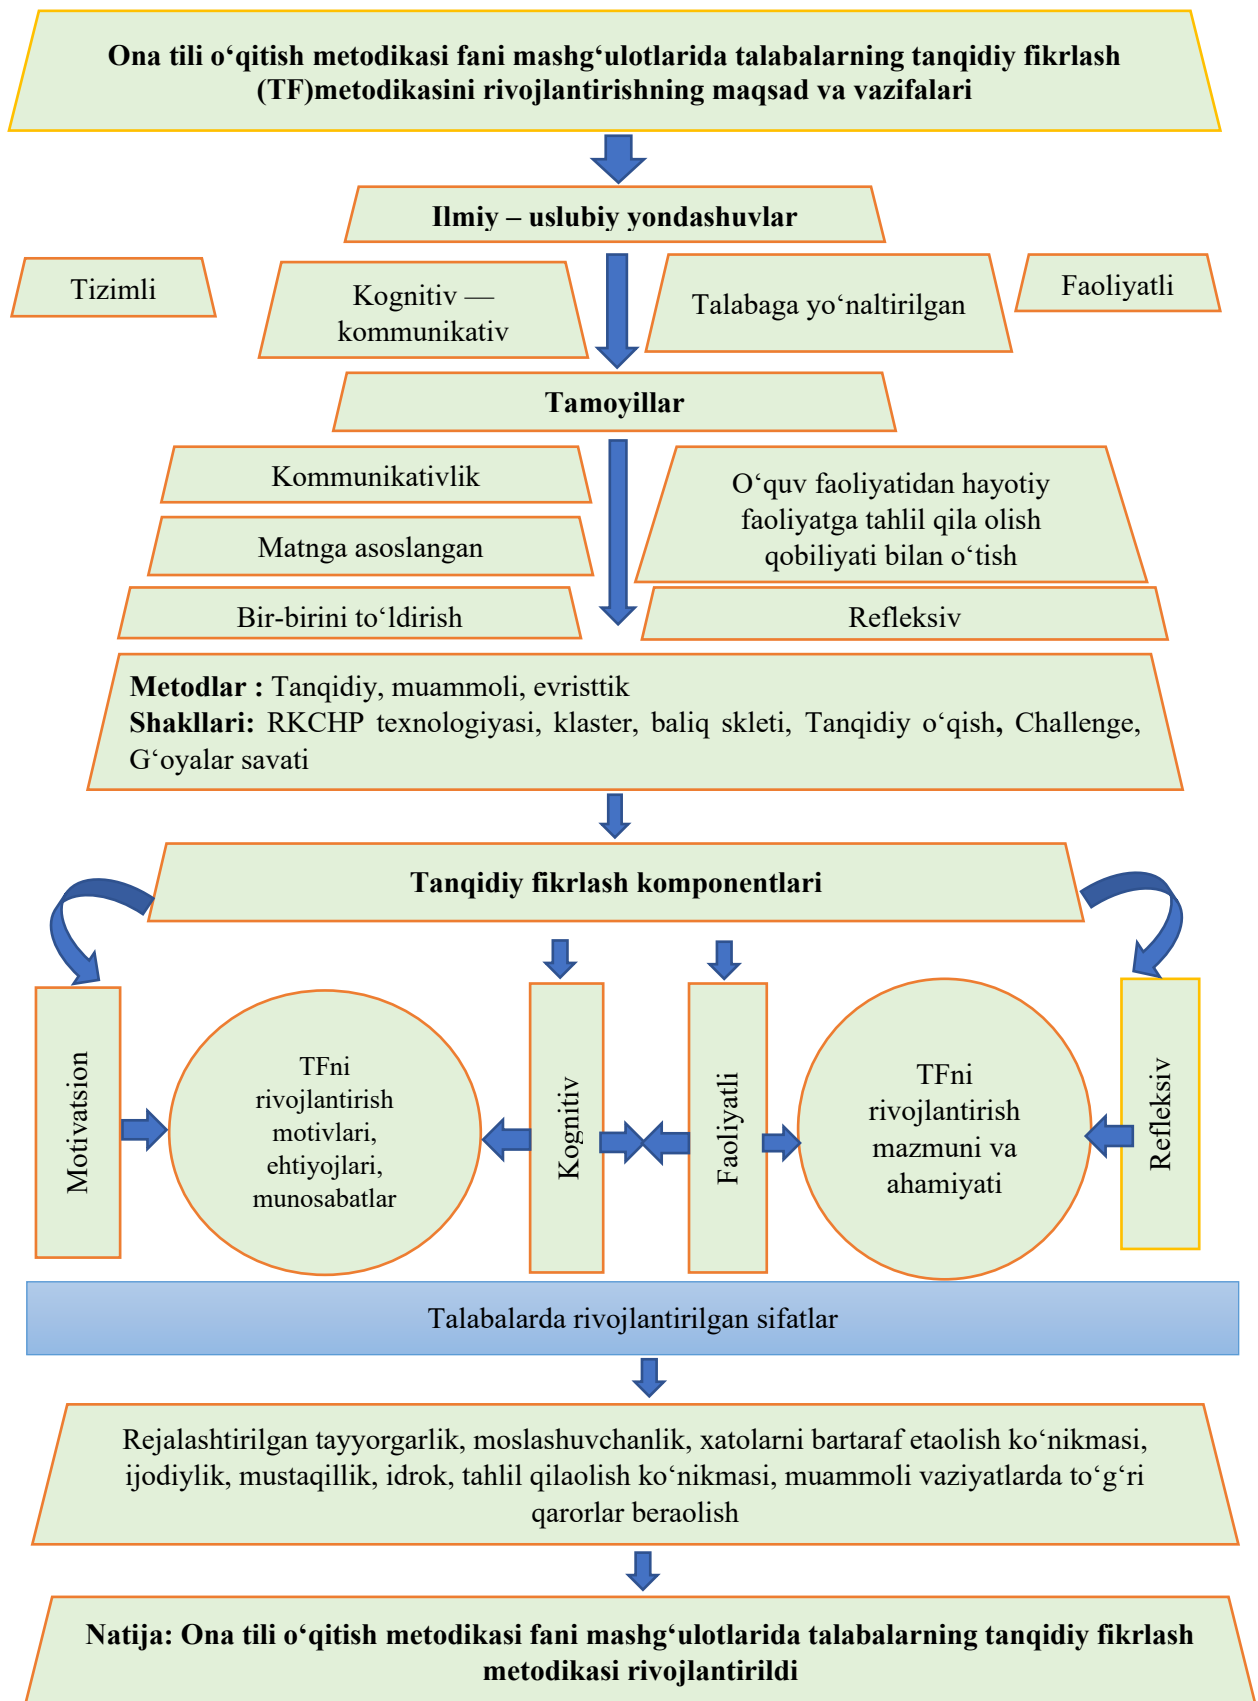 Ona tili o‘qitish metodikasi fani mashg‘ulotlarida talabalarning tanqidiy fikrlash
(TF)metodikasini rivojlantirishning maqsad va vazifalari
Ilmiy – uslubiy yondashuvlar
Tizimli
Kognitiv —
kommunikativ
Talabaga yo‘naltirilgan
Faoliyatli
Tamoyillar
Kommunikativlik
Matnga asoslangan
Bir-birini to‘ldirish
O‘quv faoliyatidan hayotiy
faoliyatga tahlil qila olish
qobiliyati bilan o‘tish
Refleksiv
Metodlar : Tanqidiy, muammoli, evristtik
Shakllari: RKCHP texnologiyasi, klaster, baliq skleti, Tanqidiy o‘qish, Challenge,
G‘oyalar savati
Tanqidiy fikrlash komponentlari
Motivatsion
TFni
rivojlantirish
motivlari,
ehtiyojlari,
munosabatlar
Kognitiv
Faoliyatli
TFni
rivojlantirish
mazmuni va
ahamiyati
Refleksiv
Talabalarda rivojlantirilgan sifatlar
Rejalashtirilgan tayyorgarlik, moslashuvchanlik, xatolarni bartaraf etaolish ko‘nikmasi,
ijodiylik, mustaqillik, idrok, tahlil qilaolish ko‘nikmasi, muammoli vaziyatlarda to‘g‘ri
qarorlar beraolish
Natija: Ona tili o‘qitish metodikasi fani mashg‘ulotlarida talabalarning tanqidiy fikrlash
metodikasi rivojlantirildi